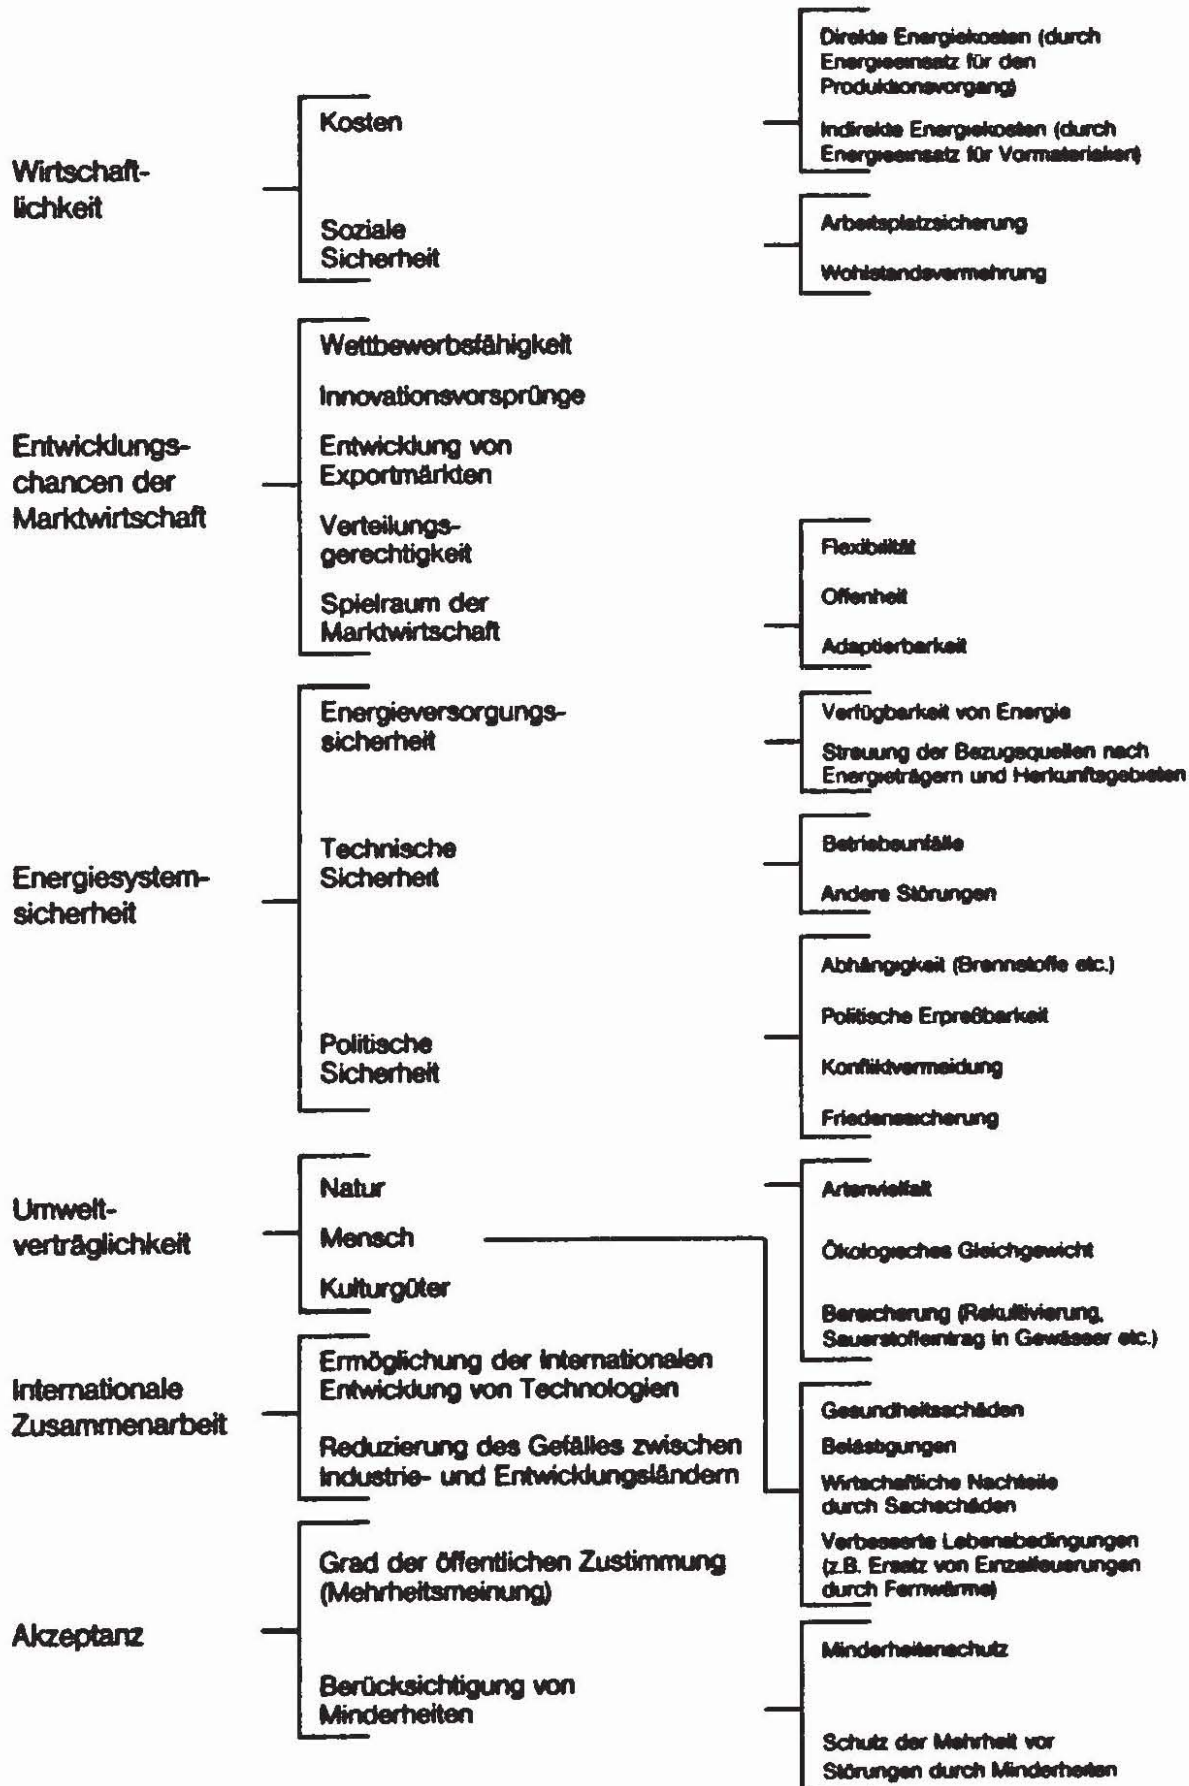 Wirtschaft-
lichkeit
Kosten
Direkte Energiekosten (durch
Energieeinsatz für den
Produktionsvorgang)
Indirekte Energiekosten (durch
Energieeinsatz für Vormaterialien)
Soziale
Sicherheit
Arbeitsplatzsicherung
Wohlstandsvermehrung
Entwicklungs-
chancen der
Marktwirtschaft
Wettbewerbsfähigkeit
Innovationsvorsprünge
Entwicklung von
Exportmärkten
Verteilungs-
gerechtigkeit
Spielraum der
Marktwirtschaft
Flexibilität
Offenheit
Adaptierbarkeit
Energiesystem-
sicherheit
Energieversorgungs-
sicherheit
Verfügbarkeit von Energie
Streuung der Bezugsquellen nach
Energieträgern und Herkunftsgebieten
Technische
Sicherheit
Betriebsunfälle
Andere Störungen
Politische
Sicherheit
Abhängigkeit (Brennstoffe etc.)
Politische Erpreßbarkeit
Konfliktvermeidung
Friedenssicherung
Umwelt-
verträglichkeit
Natur
Mensch
Kulturgüter
Artenvielfalt
Ökologisches Gleichgewicht
Bereicherung (Rekultivierung,
Sauerstoffeintrag in Gewässer etc.)
Gesundheitsschäden
Belästigungen
Wirtschaftliche Nachteile
durch Sachschäden
Verbesserte Lebensbedingungen
(z.B. Ersatz von Einzelfeuerungen
durch Fernwärme)
Internationale
Zusammenarbeit
Ermöglichung der internationalen
Entwicklung von Technologien
Reduzierung des Gefälles zwischen
Industrie- und Entwicklungsländern
Akzeptanz
Grad der öffentlichen Zustimmung
(Mehrheitsmeinung)
Berücksichtigung von
Minderheiten
Minderheitenschutz
Schutz der Mehrheit vor
Störungen durch Minderheiten